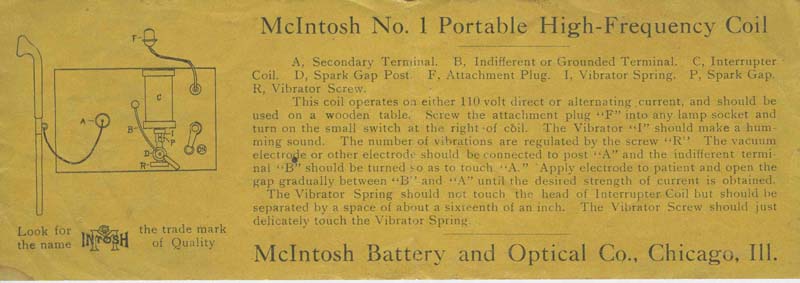 McIntosh No. 1 Portable High-Frequency Coil
A, Secondary Terminal. B, Indifferent or Grounded Terminal. C, Interrupter
Coil. D, Spark Gap Post. F, Attachment Plug. I, Vibrator Spring. P, Spark Gap.
R, Vibrator Screw.
This coil operates on either 110 volt direct or alternating current, and should be
used on a wooden table. Screw the attachment plug "F" into any lamp socket and
turn on the small switch at the right of coil. The Vibrator "I" should make a hum-
ming sound. The number of vibrations are regulated by the screw "R" The vacuum
electrode or other electrode should be connected to post "A" and the indifferent termi-
nal "B" should be turned so as to touch "A." Apply electrode to patient and open the
gap gradually between "B" and "A" until the desired strength of current is obtained.
The Vibrator Spring should not touch the head of Interrupter Coil but should be
separated by a space of about a sixteenth of an inch. The Vibrator Screw should just
delicately touch the Vibrator Spring.
McIntosh Battery and Optical Co., Chicago, Ill.
F
C
A
B
I
P
D
R
Look for
the name
McINTOSH
the trade mark
of Quality